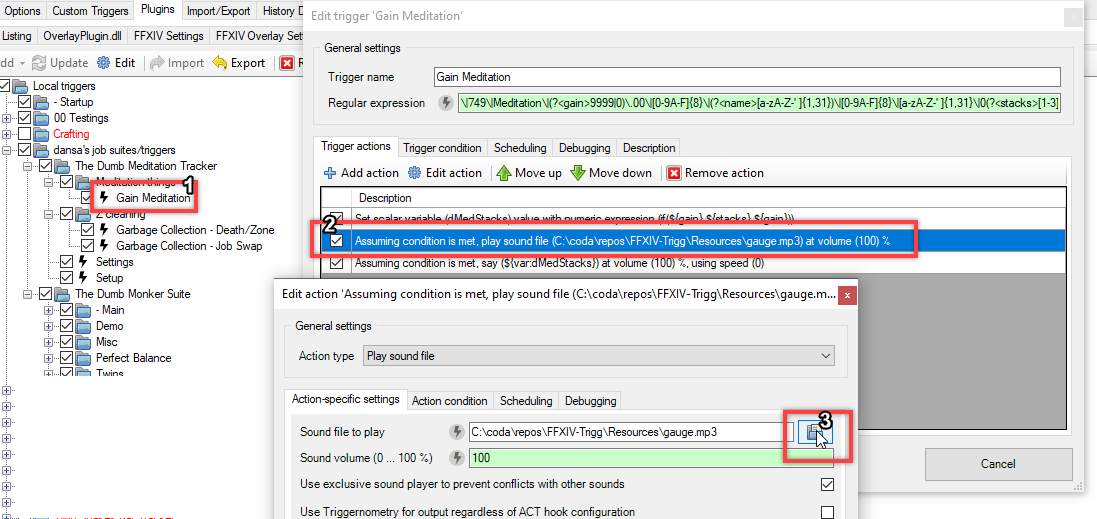 Options Custom Triggers Plugins Import/Export History D
Listing OverlayPlugin.dll FFXIV Settings FFXIV Overlay Set
dd Update Edit Import Export R
Local triggers
- Startup
00 Testings
Crafting
dansa's job suites/triggers
The Dumb Meditation Tracker
Meditation things
1
Gain Meditation
Z cleaning
Garbage Collection - Death/Zone
Garbage Collection - Job Swap
Settings
Setup
The Dumb Monker Suite
- Main
Demo
Misc
Perfect Balance
Twins
Edit trigger 'Gain Meditation'
x
General settings
Trigger name Gain Meditation
Regular expression \|749\|Meditation\|(?<gain>9999|0)\.00\|[0-9A-F]{8}\|(?<name>[a-zA-Z-' ]{1,31})\|[0-9A-F]{8}\|[a-zA-Z-' ]{1,31}\|0(?<stacks>[1-3]
Trigger actions Trigger condition Scheduling Debugging Description
Add action Edit action Move up Move down Remove action
Description
Set scalar variable (dMedStacks) value with numeric expression (if(${gain},${stacks},${gain}))
2
Assuming condition is met, play sound file (C:\coda\repos\FFXIV-Trigg\Resources\gauge.mp3) at volume (100) %
Assuming condition is met, say (${var:dMedStacks}) at volume (100) %, using speed (0)
Edit action 'Assuming condition is met, play sound file (C:\coda\repos\FFXIV-Trigg\Resources\gauge.m... x
General settings
Action type Play sound file
Action-specific settings Action condition Scheduling Debugging
Sound file to play C:\coda\repos\FFXIV-Trigg\Resources\gauge.mp3
3
Sound volume (0 ... 100 %) 100
Use exclusive sound player to prevent conflicts with other sounds
Use Triggernometry for output regardless of ACT hook configuration
Cancel